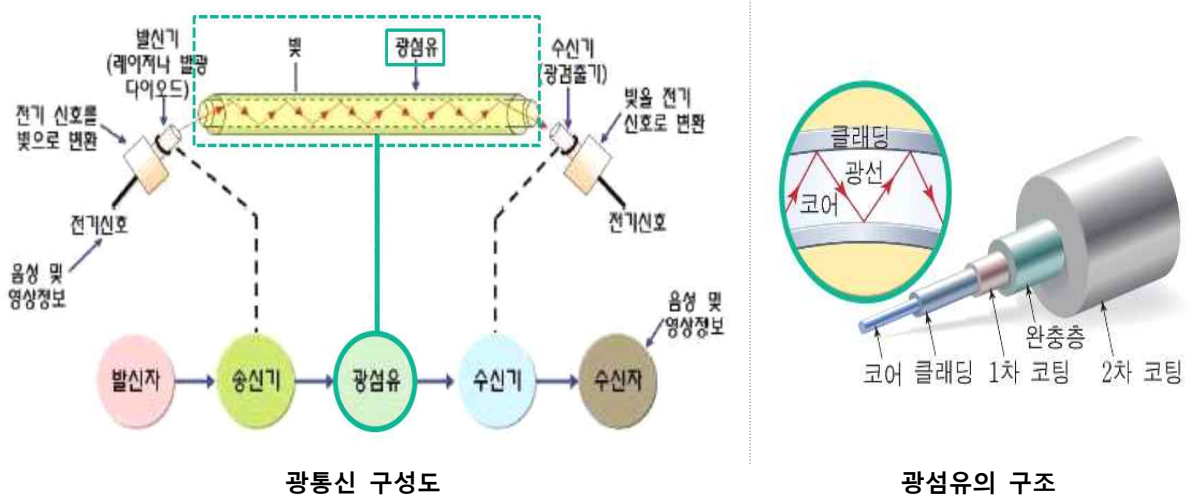 발신기
(레이저나 발광
다이오드)
빛
광섬유
수신기
(광검출기)
전기 신호를
빛으로 변환
빛을 전기
신호로 변환
전기신호
전기신호
음성 및
영상정보
음성 및
영상정보
발신자
송신기
광섬유
수신기
수신자
광통신 구성도
클래딩
광선
코어
코어
클래딩
1차 코팅
완충층
2차 코팅
광섬유의 구조